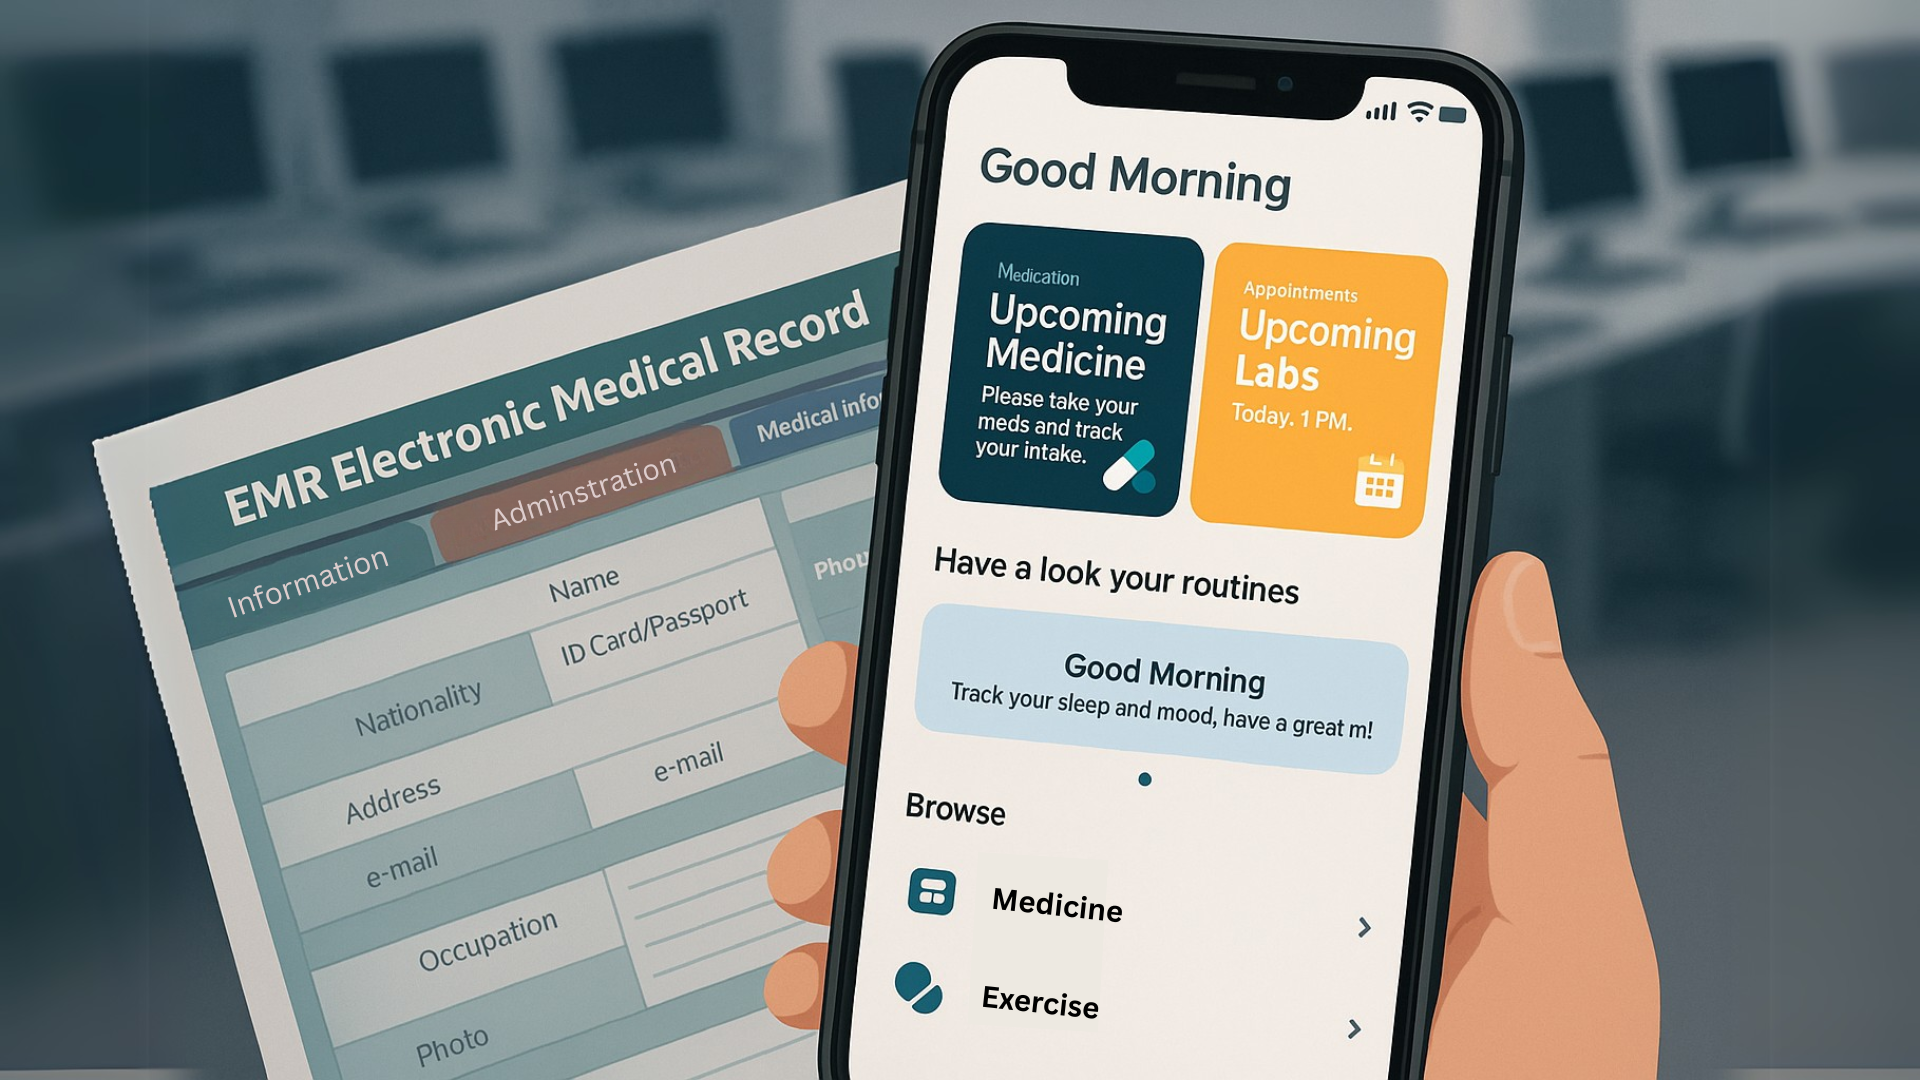 EMR Electronic Medical Record
Information
Adminstration
Medical info
Name
ID Card/Passport
Nationality
Address
e-mail
e-mail
Occupation
Photo
Good Morning
Medication
Upcoming
Medicine
Please take your
meds and track
your intake.
Appointments
Upcoming
Labs
Today. 1 PM.
Have a look your routines
Good Morning
Track your sleep and mood, have a great m!
Browse
Medicine
Exercise